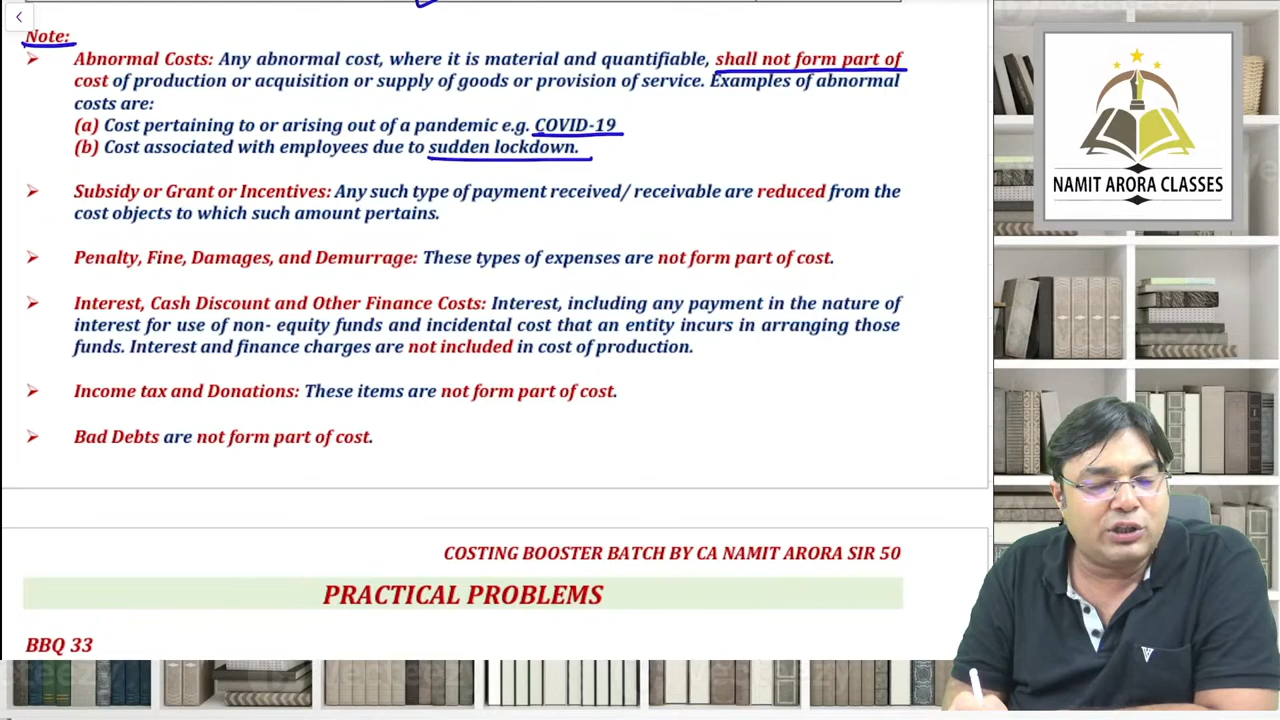 Note:
➢ Abnormal Costs: Any abnormal cost, where it is material and quantifiable, shall not form part of
cost of production or acquisition or supply of goods or provision of service. Examples of abnormal
costs are:
(a) Cost pertaining to or arising out of a pandemic e.g. COVID-19
(b) Cost associated with employees due to sudden lockdown.
➢ Subsidy or Grant or Incentives: Any such type of payment received/ receivable are reduced from the
cost objects to which such amount pertains.
➢ Penalty, Fine, Damages, and Demurrage: These types of expenses are not form part of cost.
➢ Interest, Cash Discount and Other Finance Costs: Interest, including any payment in the nature of
interest for use of non- equity funds and incidental cost that an entity incurs in arranging those
funds. Interest and finance charges are not included in cost of production.
➢ Income tax and Donations: These items are not form part of cost.
➢ Bad Debts are not form part of cost.
COSTING BOOSTER BATCH BY CA NAMIT ARORA SIR 50
PRACTICAL PROBLEMS
BBQ 33
NAMIT ARORA CLASSES